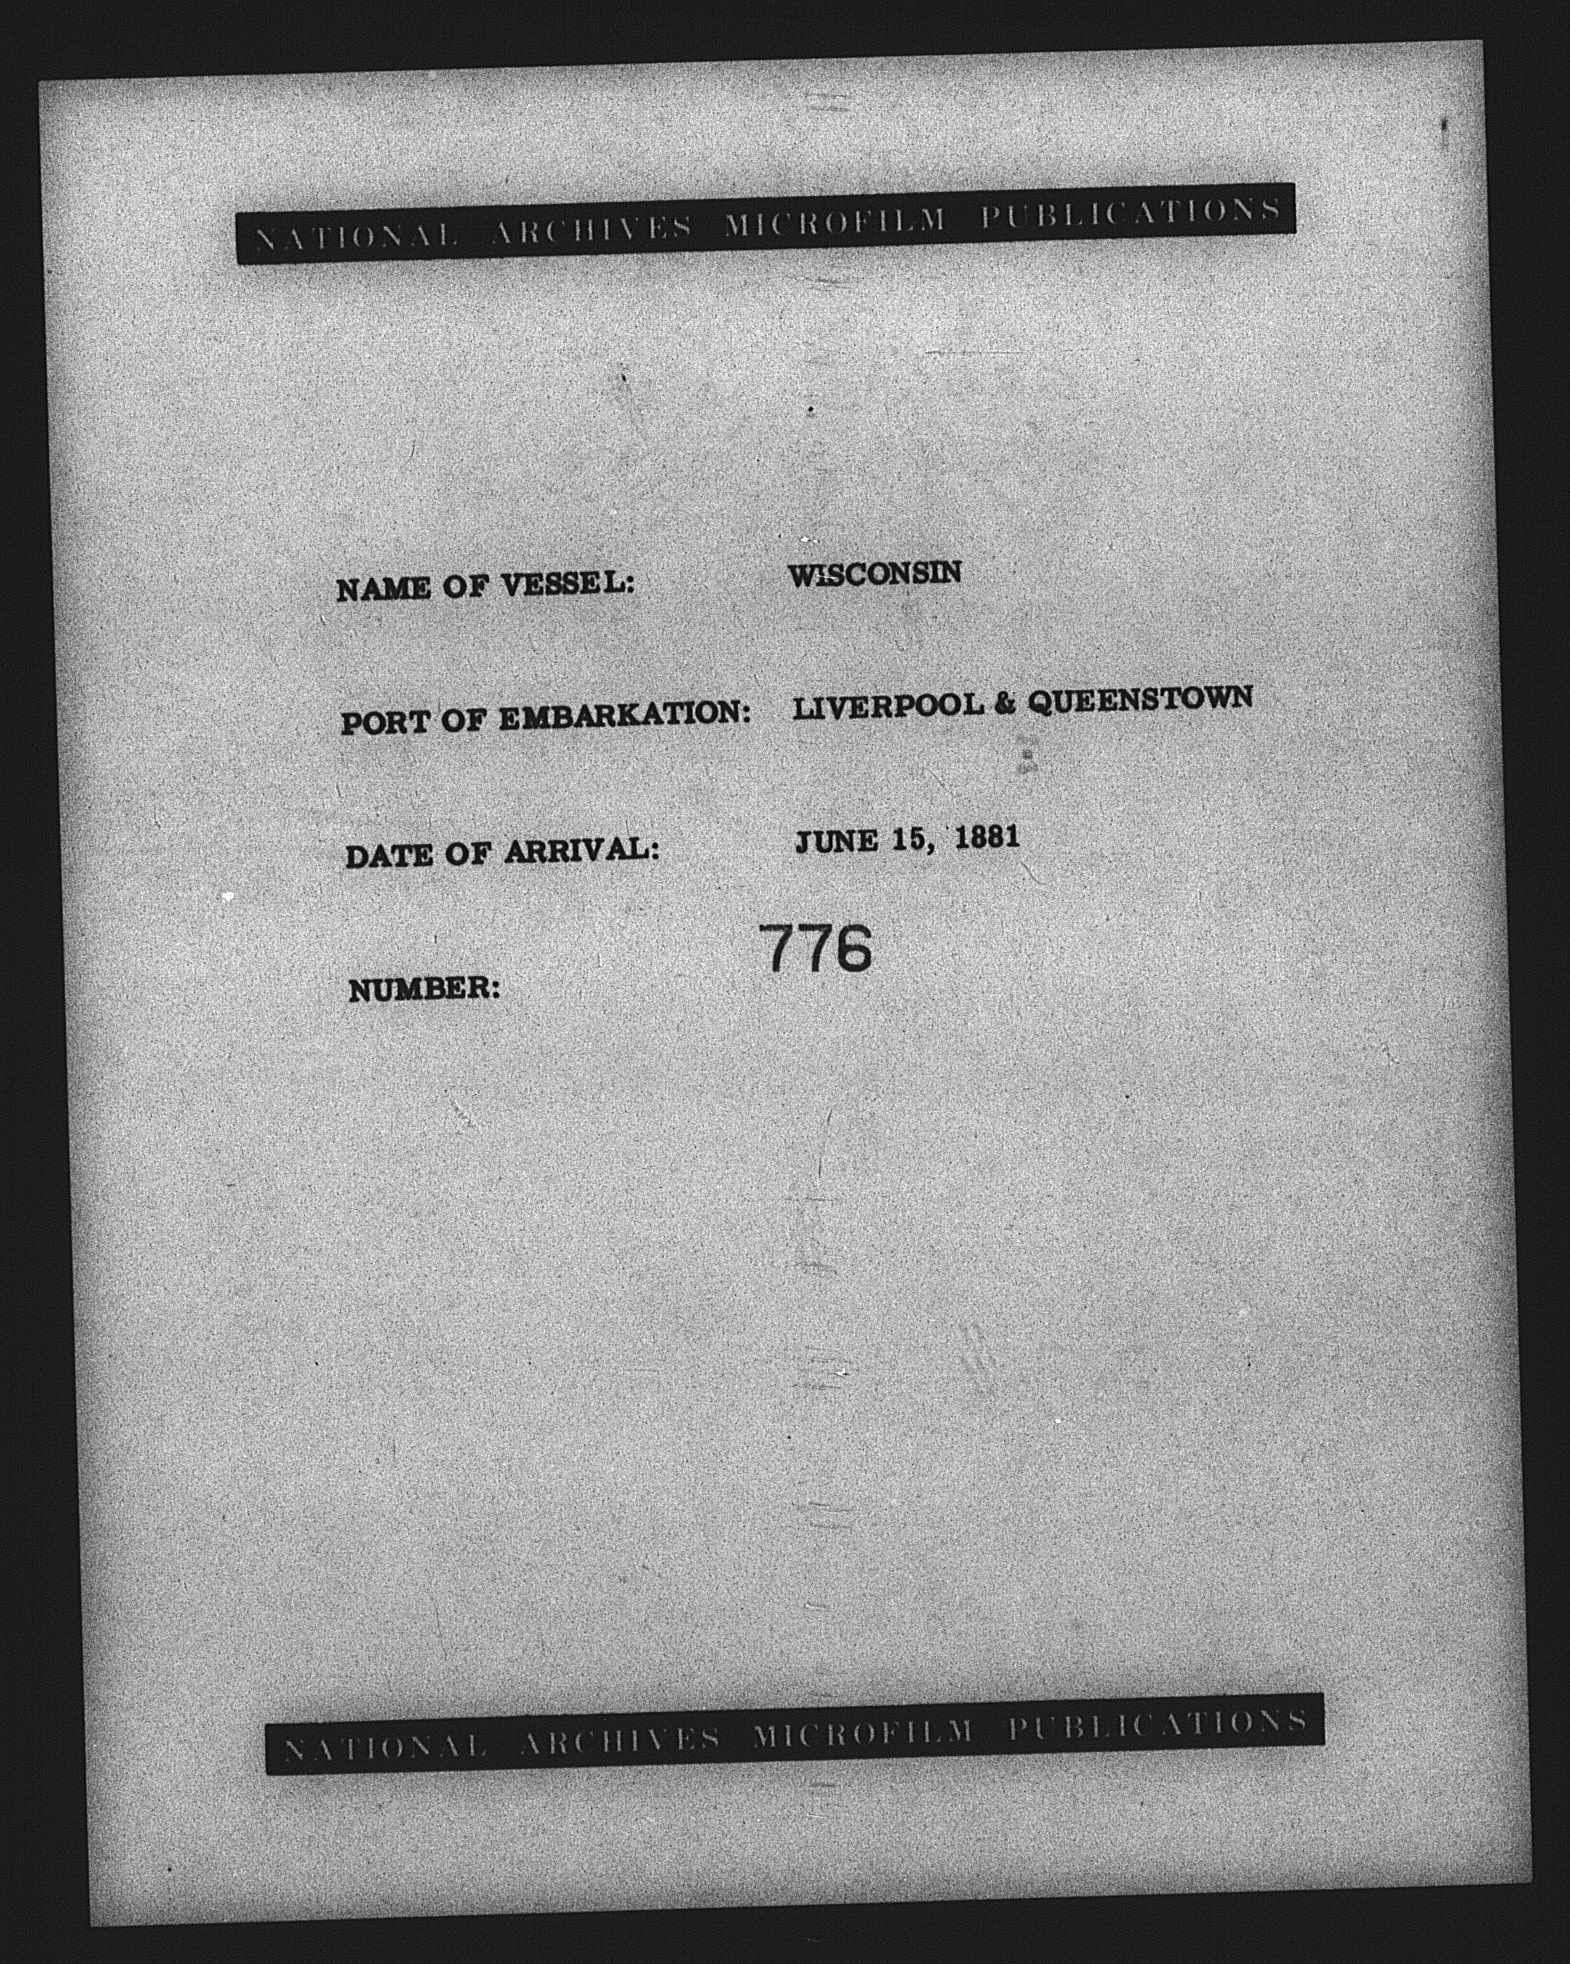 NATIONAL ARCHIVES MICROFILM PUBLICATIONS
NAME OF VESSEL: WISCONSIN
PORT OF EMBARKATION: LIVERPOOL & QUEENSTOWN
DATE OF ARRIVAL: JUNE 15, 1881
NUMBER: 776
NATIONAL ARCHIVES MICROFILM PUBLICATIONS